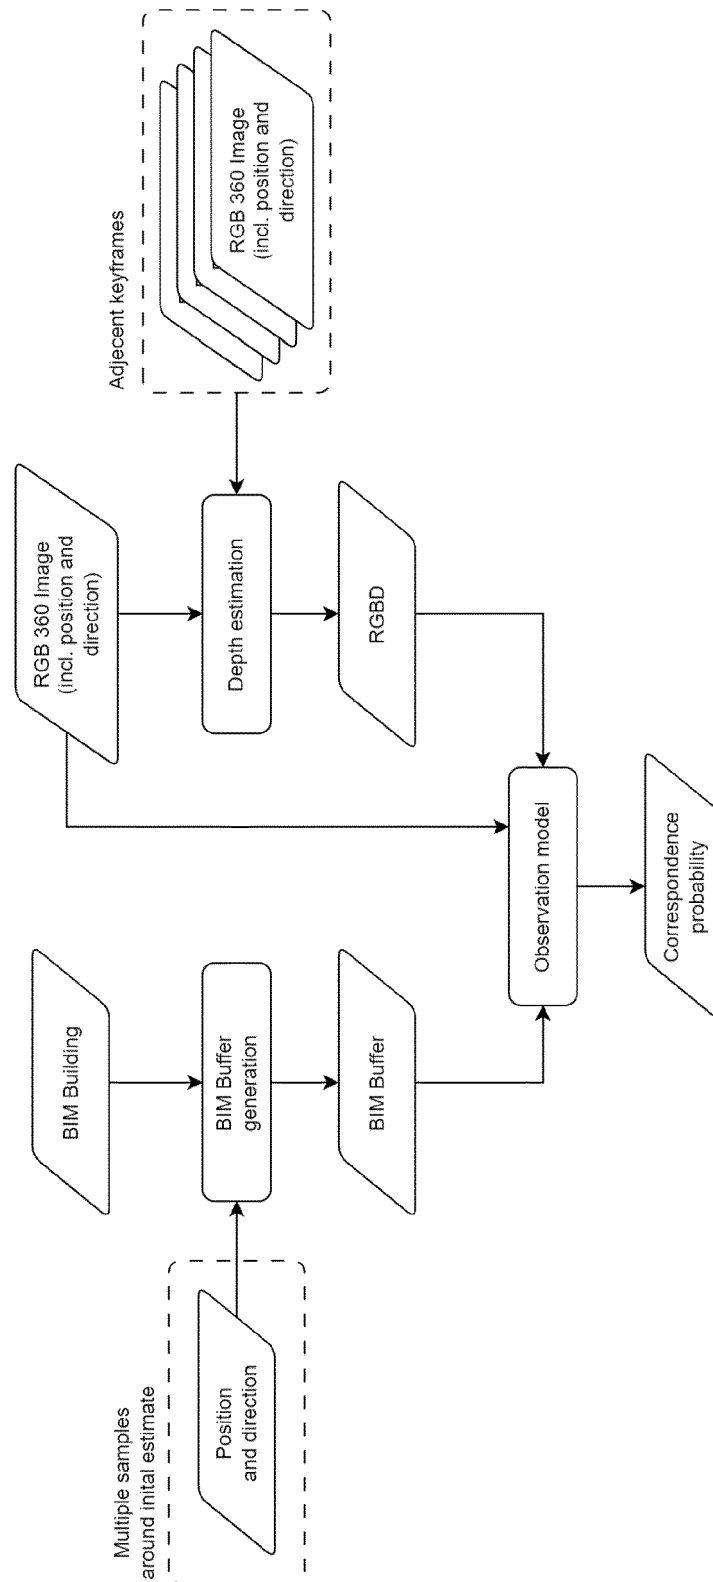 Multiple samples
around inital estimate
Position
and direction
BIM Building
BIM Buffer
generation
BIM Buffer
RGB 360 Image
(incl. position and
direction)
Depth estimation
RGBD
Adjecent keyframes
RGB 360 Image
(incl. position and
direction)
Observation model
Correspondence
probability